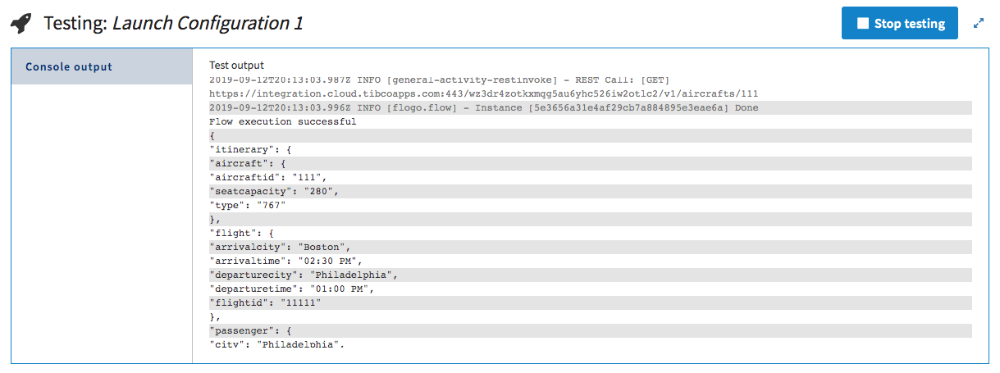 Testing: Launch Configuration 1
Stop testing
Console output
Test output
2019-09-12T20:13:03.987Z INFO [general-activity-restinvoke] - REST Call: [GET]
https://integration.cloud.tibcoapps.com:443/wz3dr4zotkxmqg5au6yhc526iw2otlc2/v1/aircrafts/111
2019-09-12T20:13:03.996Z INFO [flogo.flow] - Instance [5e3656a31e4af29cb7a884895e3eae6a] Done
Flow execution successful
{
"itinerary": {
"aircraft": {
"aircraftid": "111",
"seatcapacity": "280",
"type": "767"
},
"flight": {
"arrivalcity": "Boston",
"arrivaltime": "02:30 PM",
"departurecity": "Philadelphia",
"departuretime": "01:00 PM",
"flightid": "11111"
},
"passenger": {
"city": "Philadelphia",